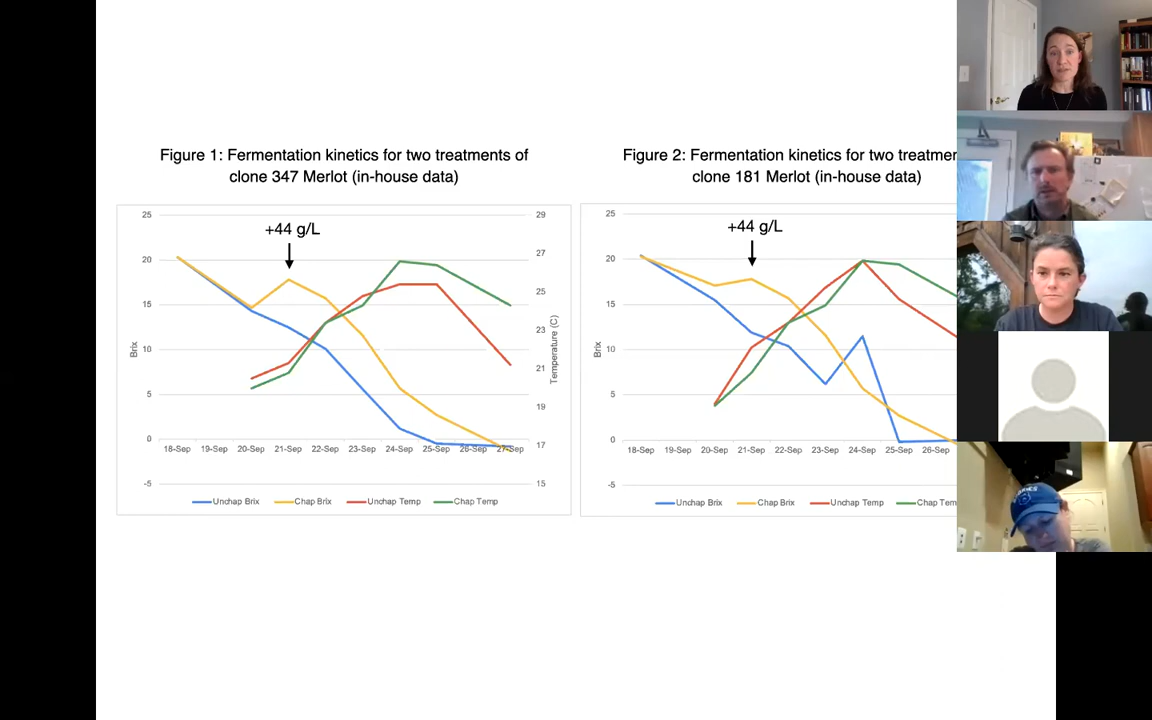 Figure 1: Fermentation kinetics for two treatments of
clone 347 Merlot (in-house data)
+44 g/L
25
20
15
10
5
0
-5
29
27
25
23
21
19
17
15
Brix
Temperature (C)
18-Sep 19-Sep 20-Sep 21-Sep 22-Sep 23-Sep 24-Sep 25-Sep 26-Sep 27-Sep
Unchap Brix Chap Brix Unchap Temp Chap Temp
Figure 2: Fermentation kinetics for two treatmen
clone 181 Merlot (in-house data)
+44 g/L
25
20
15
10
5
0
-5
Brix
18-Sep 19-Sep 20-Sep 21-Sep 22-Sep 23-Sep 24-Sep 25-Sep 26-Sep
Unchap Brix Chap Brix Unchap Temp Chap Tem